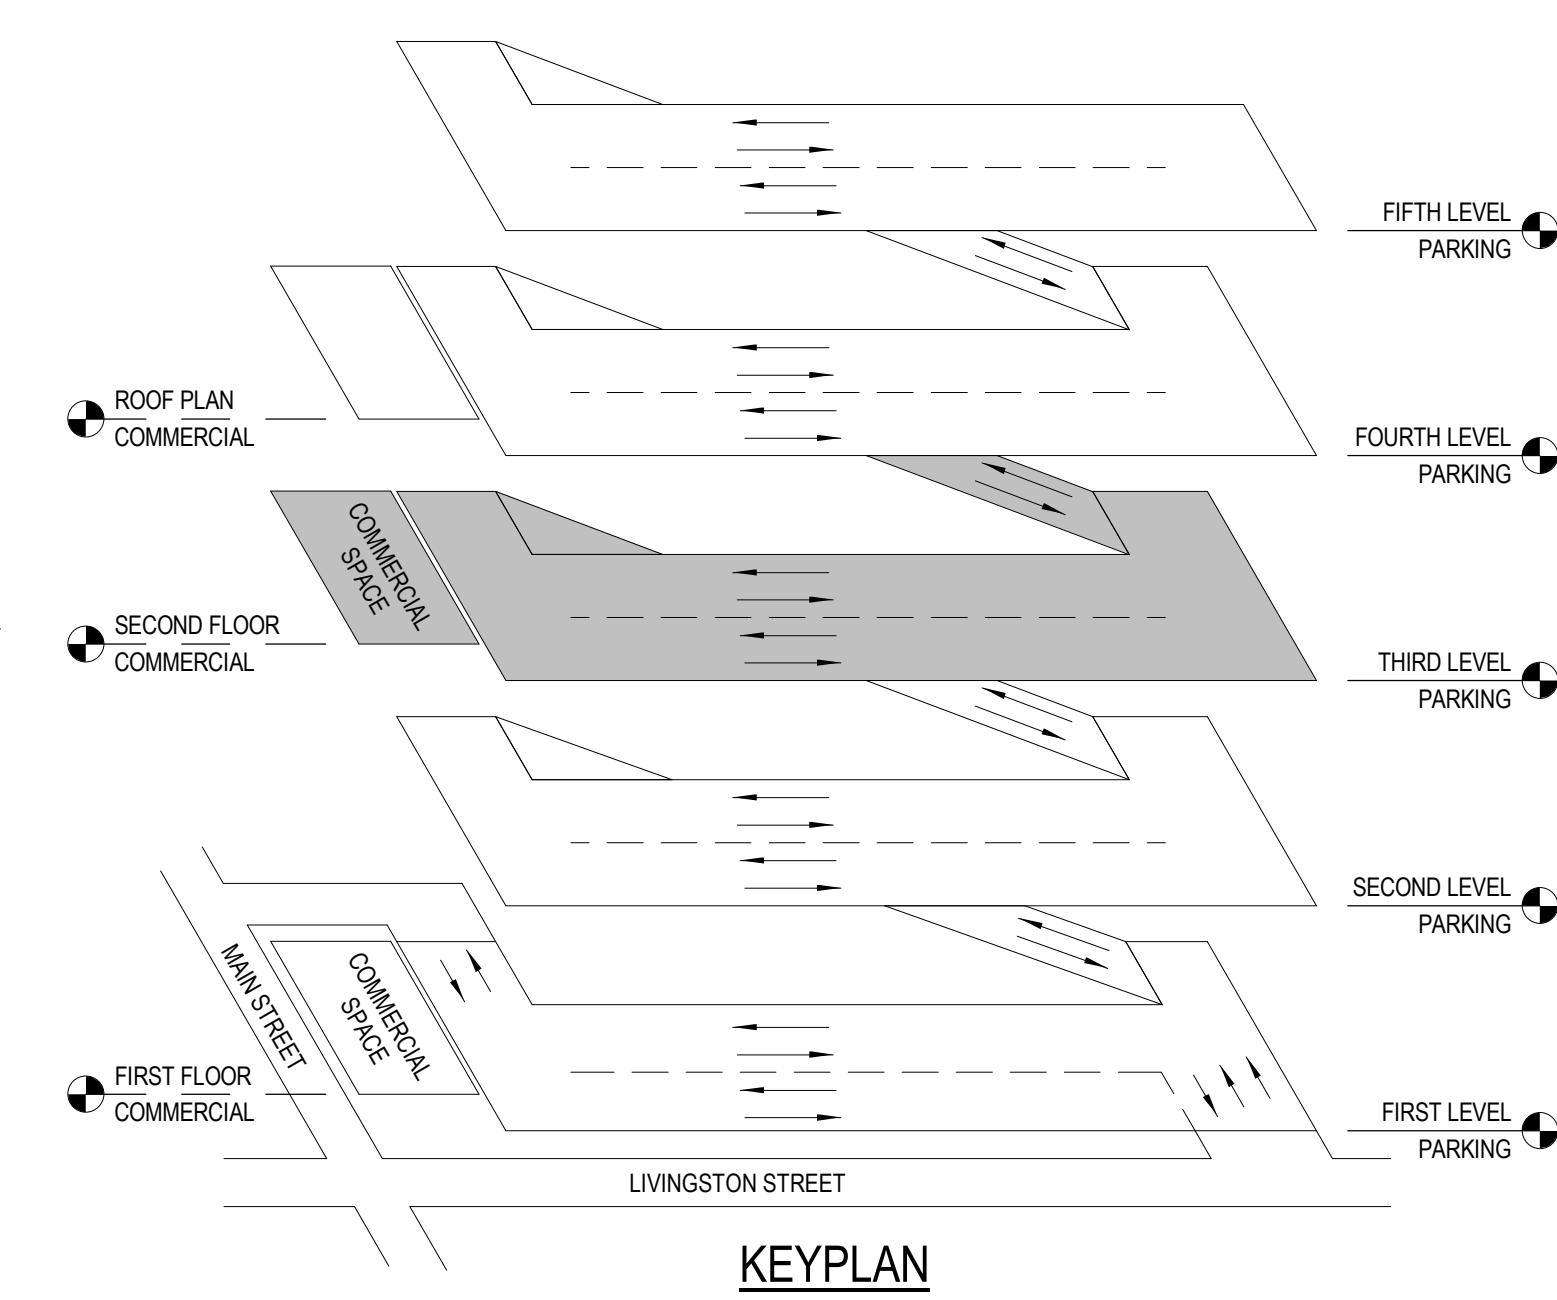 FIFTH LEVEL
PARKING
ROOF PLAN
COMMERCIAL
FOURTH LEVEL
PARKING
COMMERCIAL
SPACE
SECOND FLOOR
COMMERCIAL
THIRD LEVEL
PARKING
SECOND LEVEL
PARKING
MAIN STREET
COMMERCIAL
SPACE
FIRST FLOOR
COMMERCIAL
FIRST LEVEL
PARKING
LIVINGSTON STREET
KEYPLAN